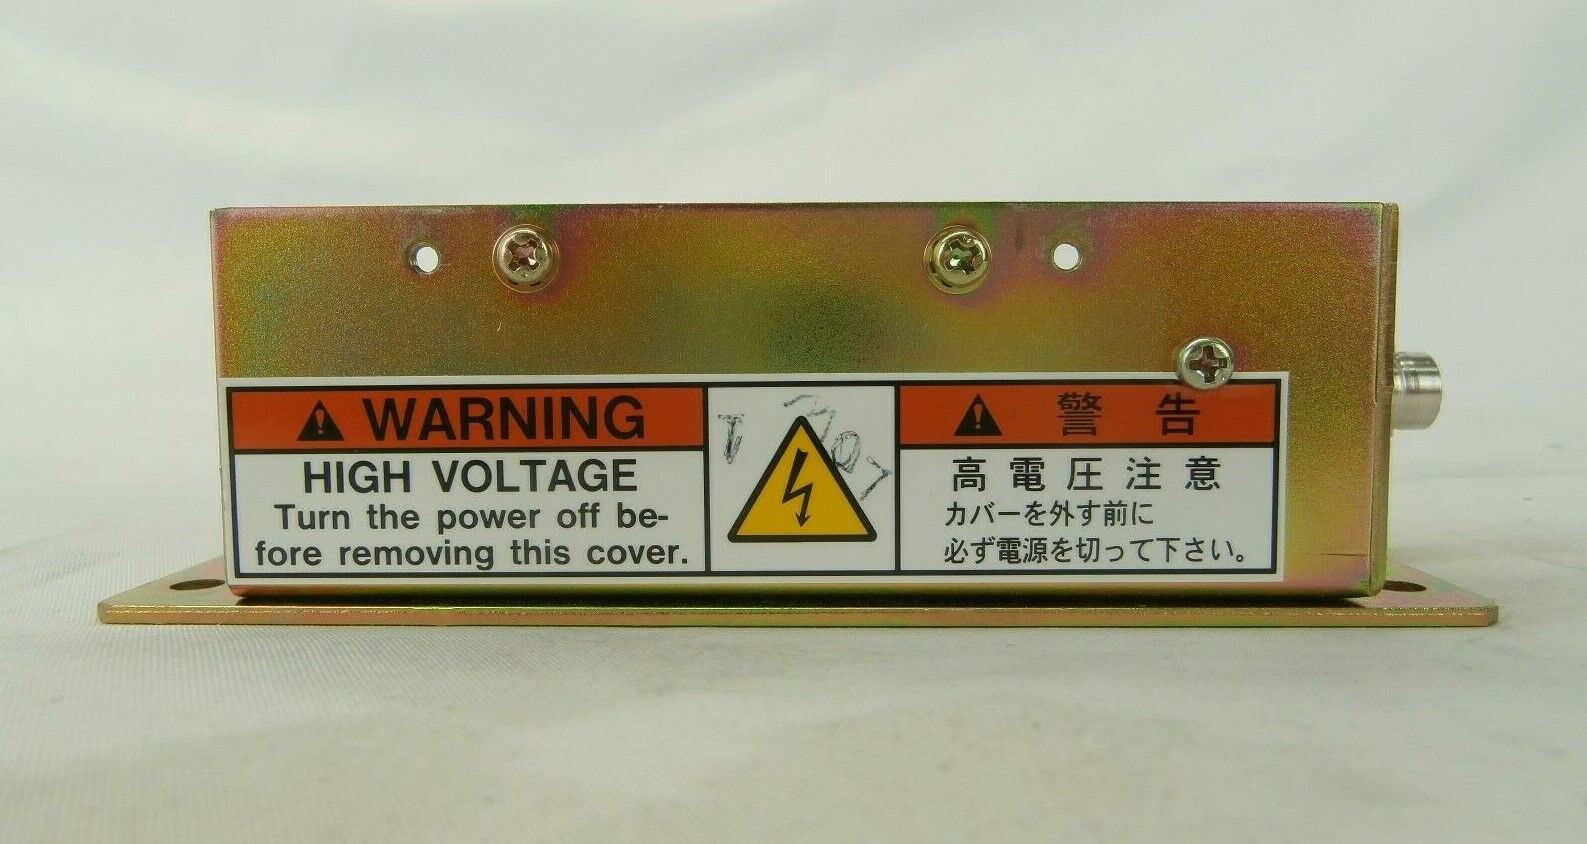 WARNING
HIGH VOLTAGE
Turn the power off be-
fore removing this cover.
警告
高電圧注意
カバーを外す前に
必ず電源を切って下さい。